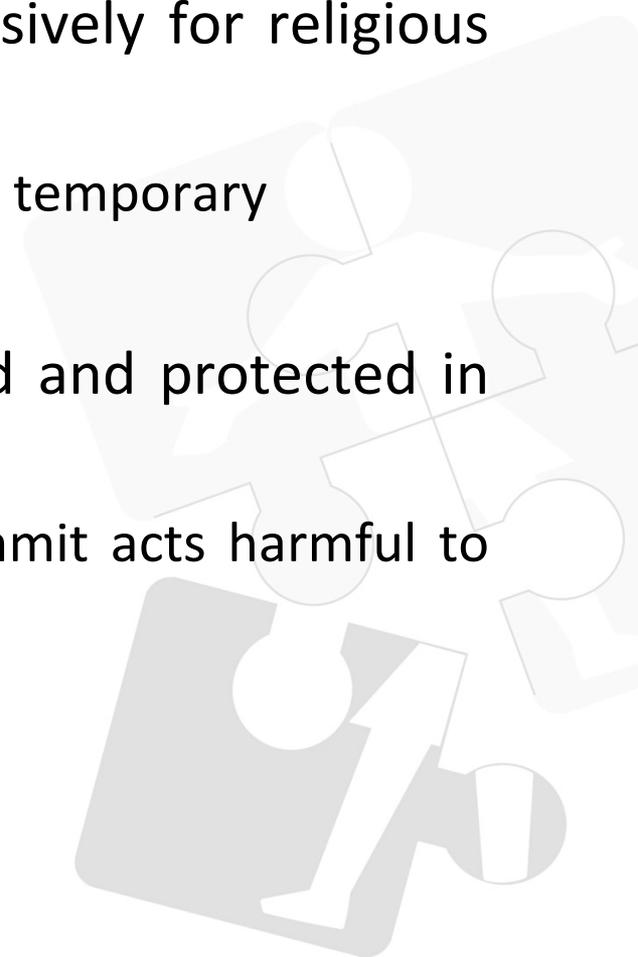 sively for religious
temporary
d and protected in
mit acts harmful to